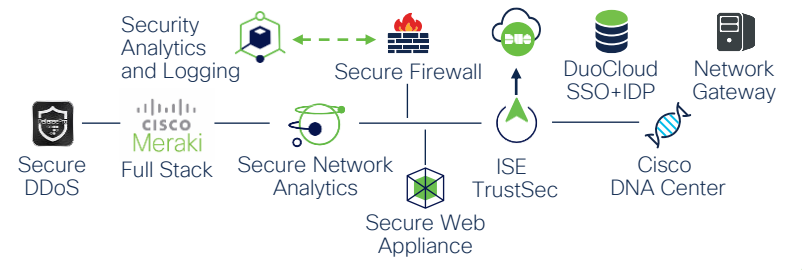 Security
Analytics
and Logging
Secure Firewall
DUO
DuoCloud
SSO+IDP
Network
Gateway
Secure
DDoS
CISCO
Meraki
Full Stack
Secure Network
Analytics
ISE
TrustSec
Cisco
DNA Center
Secure Web
Appliance